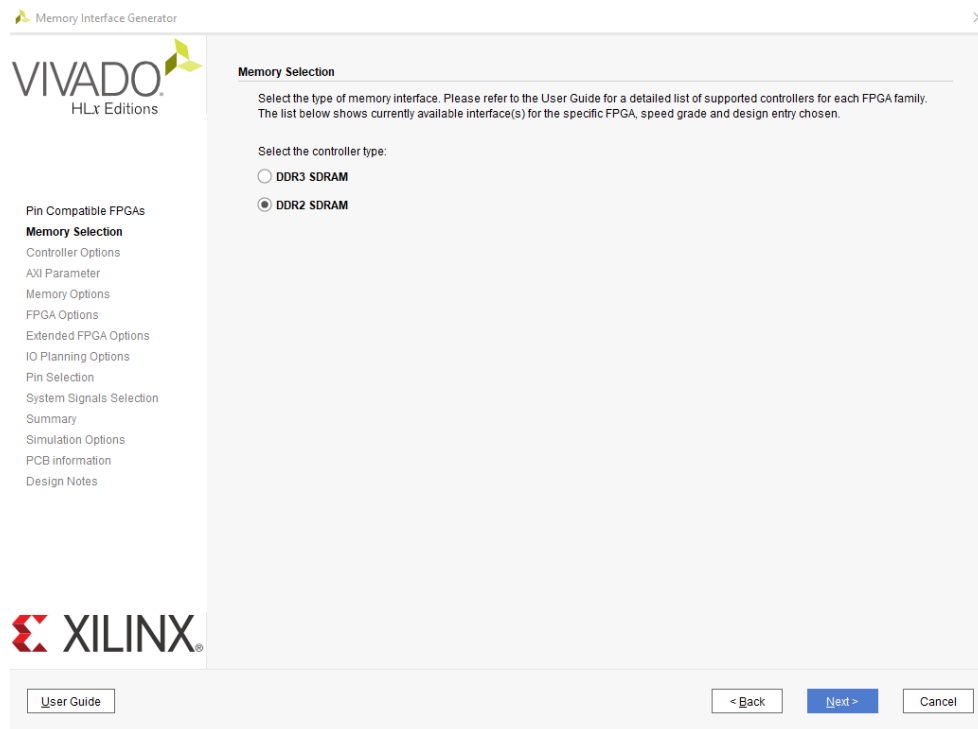 Memory Interface Generator
VIVADO.
HLx Editions
Memory Selection
Select the type of memory interface. Please refer to the User Guide for a detailed list of supported controllers for each FPGA family.
The list below shows currently available interface(s) for the specific FPGA, speed grade and design entry chosen.
Select the controller type:
DDR3 SDRAM
DDR2 SDRAM
Pin Compatible FPGAs
Memory Selection
Controller Options
AXI Parameter
Memory Options
FPGA Options
Extended FPGA Options
IO Planning Options
Pin Selection
System Signals Selection
Summary
Simulation Options
PCB information
Design Notes
XILINX®
User Guide
< Back
Next >
Cancel